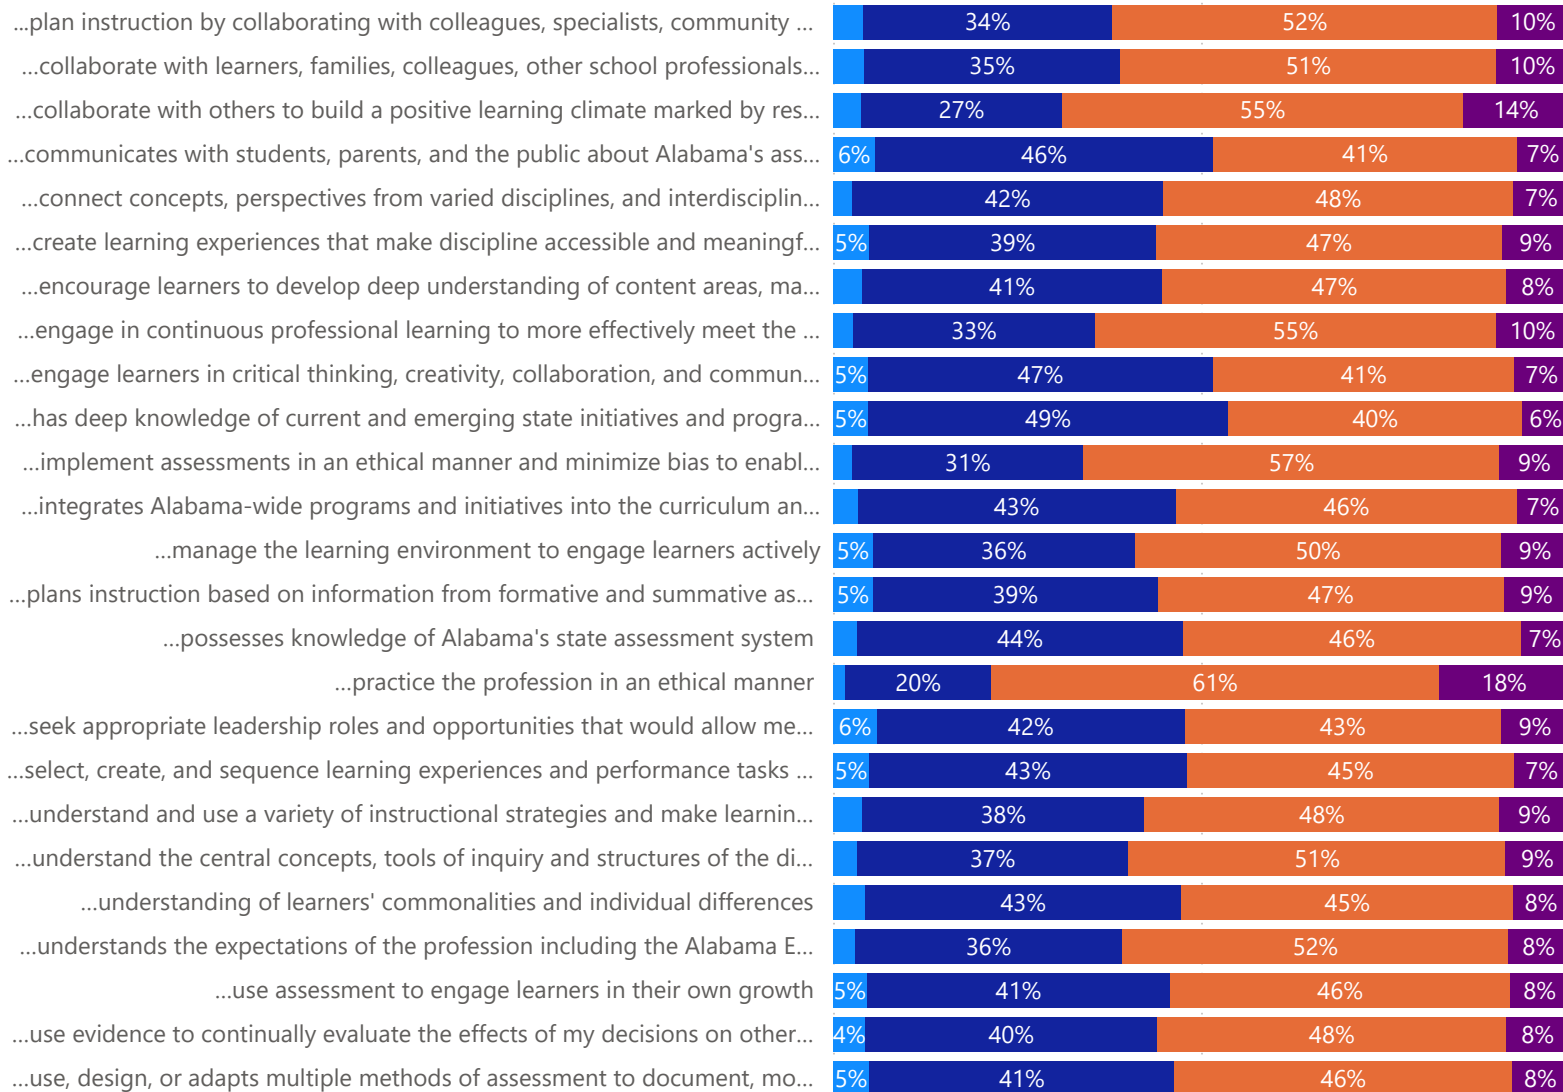 ...plan instruction by collaborating with colleagues, specialists, community ... 34% 52% 10%
...collaborate with learners, families, colleagues, other school professionals... 35% 51% 10%
...collaborate with others to build a positive learning climate marked by res... 27% 55% 14%
...communicates with students, parents, and the public about Alabama's ass... 6% 46% 41% 7%
...connect concepts, perspectives from varied disciplines, and interdisciplin... 42% 48% 7%
...create learning experiences that make discipline accessible and meaningf... 5% 39% 47% 9%
...encourage learners to develop deep understanding of content areas, ma... 41% 47% 8%
...engage in continuous professional learning to more effectively meet the ... 33% 55% 10%
...engage learners in critical thinking, creativity, collaboration, and commun... 5% 47% 41% 7%
...has deep knowledge of current and emerging state initiatives and progra... 5% 49% 40% 6%
...implement assessments in an ethical manner and minimize bias to enabl... 31% 57% 9%
...integrates Alabama-wide programs and initiatives into the curriculum an... 43% 46% 7%
...manage the learning environment to engage learners actively 5% 36% 50% 9%
...plans instruction based on information from formative and summative as... 5% 39% 47% 9%
...possesses knowledge of Alabama's state assessment system 44% 46% 7%
...practice the profession in an ethical manner 20% 61% 18%
...seek appropriate leadership roles and opportunities that would allow me... 6% 42% 43% 9%
...select, create, and sequence learning experiences and performance tasks ... 5% 43% 45% 7%
...understand and use a variety of instructional strategies and make learnin... 38% 48% 9%
...understand the central concepts, tools of inquiry and structures of the di... 37% 51% 9%
...understanding of learners' commonalities and individual differences 43% 45% 8%
...understands the expectations of the profession including the Alabama E... 36% 52% 8%
...use assessment to engage learners in their own growth 5% 41% 46% 8%
...use evidence to continually evaluate the effects of my decisions on other... 4% 40% 48% 8%
...use, design, or adapts multiple methods of assessment to document, mo... 5% 41% 46% 8%